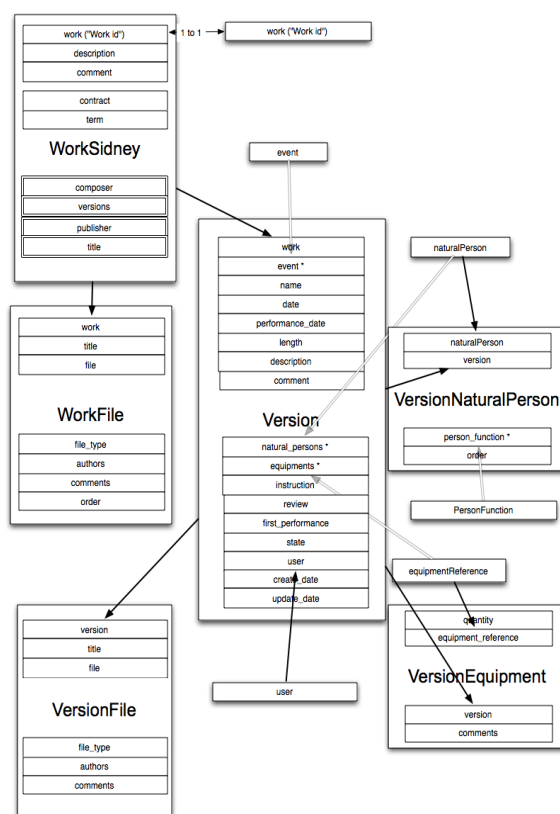 work ("Work id")
1 to 1
work ("Work id")
description
comment
contract
term
WorkSidney
composer
versions
publisher
title
event
work
event *
name
date
performance_date
length
description
comment
Version
natural_persons *
equipments *
instruction
review
first_performance
state
user
create_date
update_date
naturalPerson
naturalPerson
version
VersionNaturalPerson
person_function *
order
PersonFunction
work
title
file
WorkFile
file_type
authors
comments
order
equipmentReference
quantity
equipment_reference
VersionEquipment
version
comments
version
title
file
VersionFile
file_type
authors
comments
user